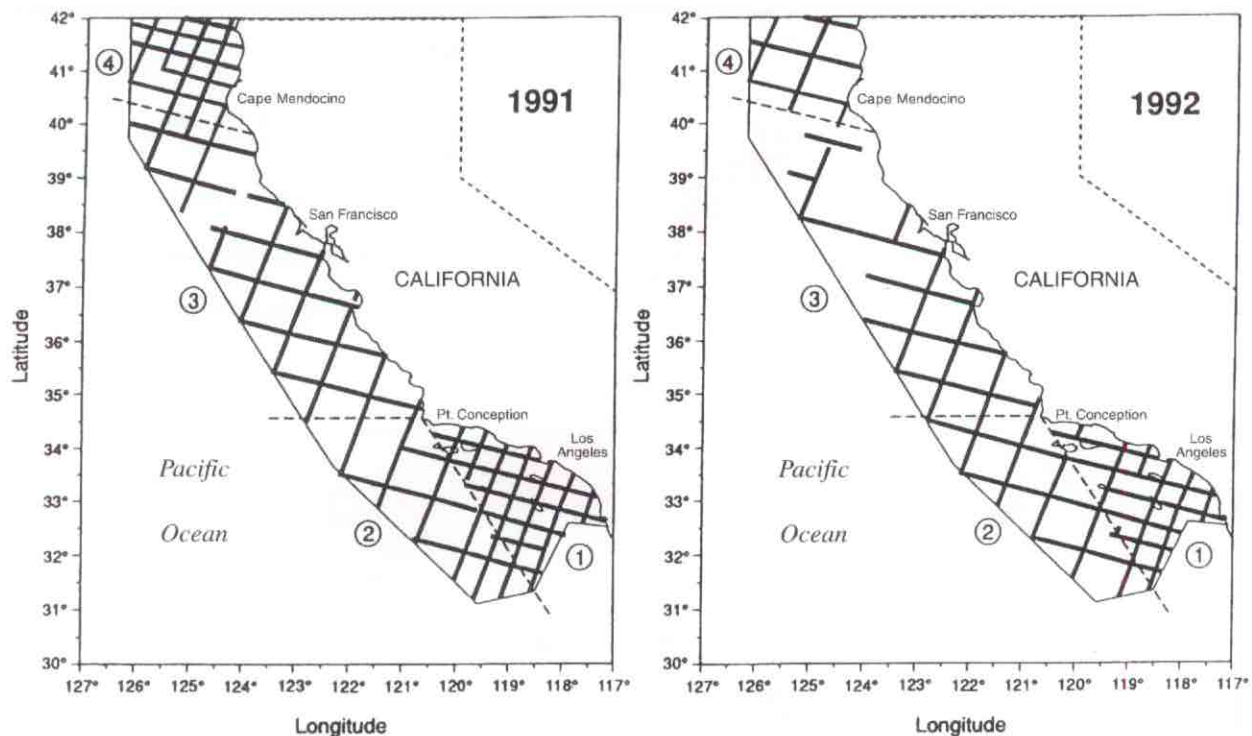 42°
41°
40°
39°
38°
37°
36°
35°
34°
33°
32°
31°
30°
Latitude
127° 126° 125° 124° 123° 122° 121° 120° 119° 118° 117°
Longitude
1991
④
Cape Mendocino
San Francisco
CALIFORNIA
③
Pt. Conception
Los
Angeles
Pacific
Ocean
②
①
42°
41°
40°
39°
38°
37°
36°
35°
34°
33°
32°
31°
30°
Latitude
127° 126° 125° 124° 123° 122° 121° 120° 119° 118° 117°
Longitude
1992
④
Cape Mendocino
San Francisco
CALIFORNIA
③
Pt. Conception
Los
Angeles
Pacific
Ocean
②
①